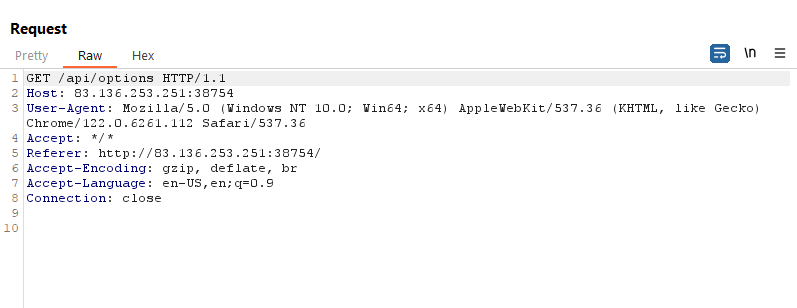 Request
Pretty Raw Hex
\n
1 GET /api/options HTTP/1.1
2 Host: 83.136.253.251:38754
3 User-Agent: Mozilla/5.0 (Windows NT 10.0; Win64; x64) AppleWebKit/537.36 (KHTML, like Gecko)
Chrome/122.0.6261.112 Safari/537.36
4 Accept: */*
5 Referer: http://83.136.253.251:38754/
6 Accept-Encoding: gzip, deflate, br
7 Accept-Language: en-US,en;q=0.9
8 Connection: close
9
10